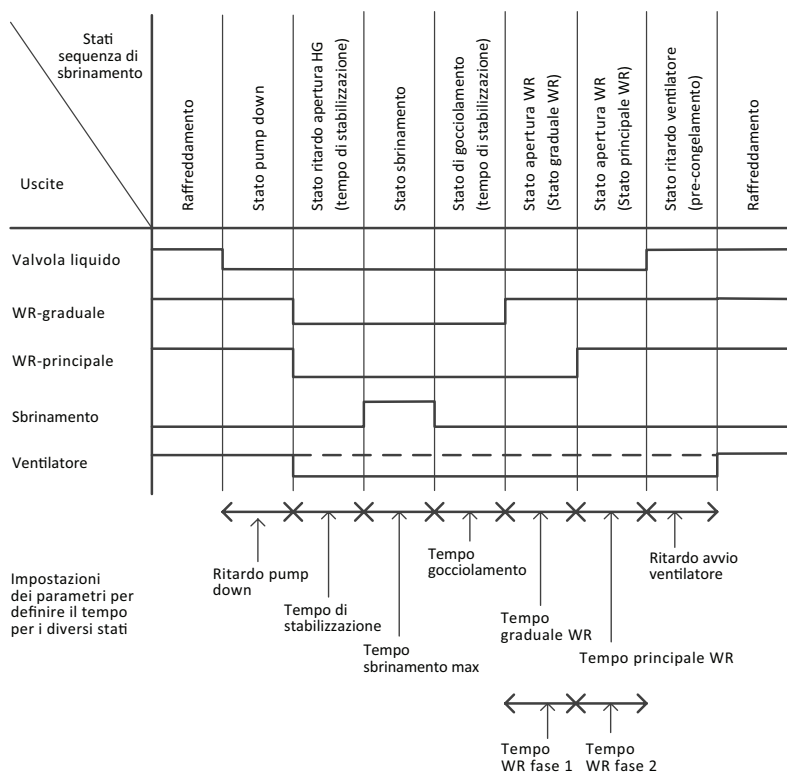 Stati
sequenza di
sbrinamento
Uscite
Raffreddamento
Stato pump down
Stato ritardo apertura HG
(tempo di stabilizzazione)
Stato sbrinamento
Stato di gocciolamento
(tempo di stabilizzazione)
Stato apertura WR
(Stato graduale WR)
Stato apertura WR
(Stato principale WR)
Stato ritardo ventilatore
(pre-congelamento)
Raffreddamento
Valvola liquido
WR-graduale
WR-principale
Sbrinamento
Ventilatore
Impostazioni
dei parametri per
definire il tempo
per i diversi stati
Ritardo pump
down
Tempo di
stabilizzazione
Tempo
sbrinamento max
Tempo
gocciolamento
Tempo
graduale WR
Tempo principale WR
Ritardo avvio
ventilatore
Tempo
WR fase 1
Tempo
WR fase 2